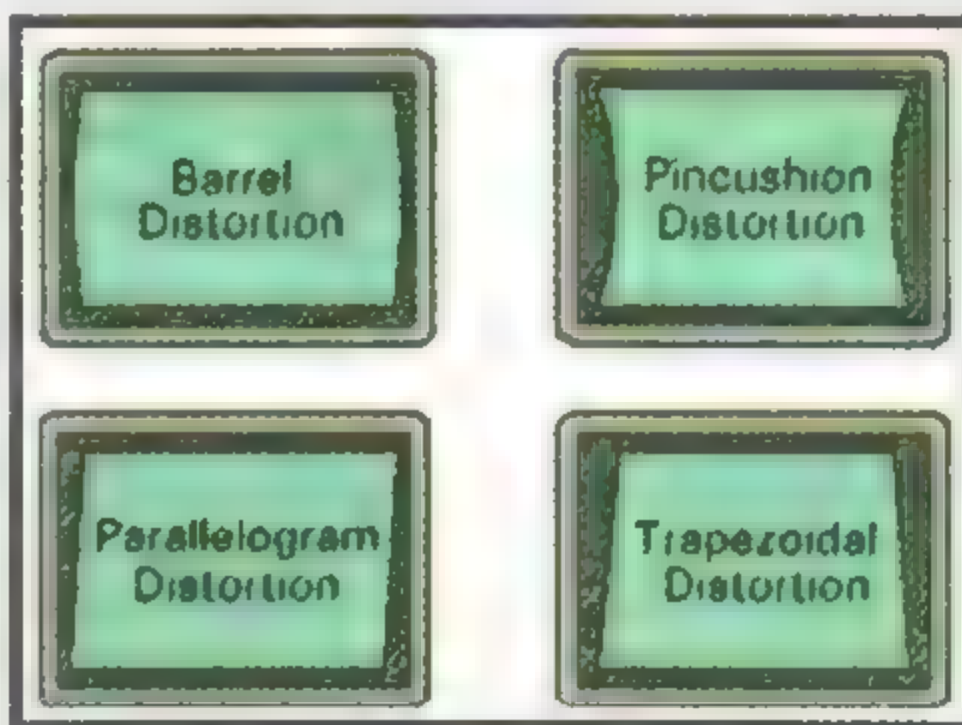 Barrel
Distortion
Pincushion
Distortion
Parallelogram
Distortion
Trapezoidal
Distortion